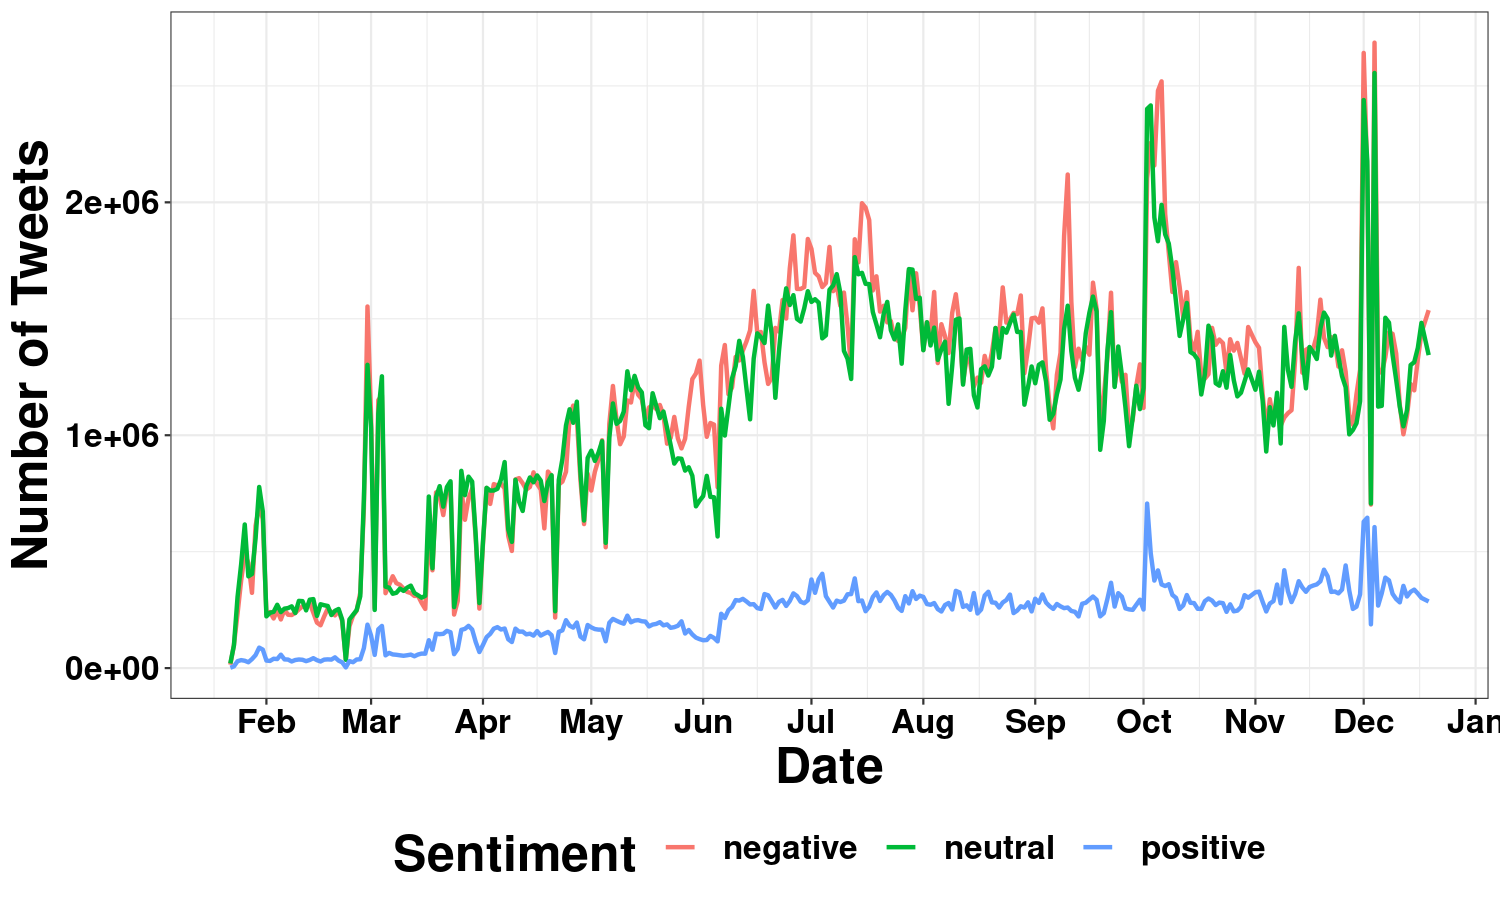 Number of Tweets
2e+06
1e+06
0e+00
Feb Mar Apr May Jun Jul Aug Sep Oct Nov Dec Jan
Date
Sentiment negative neutral positive